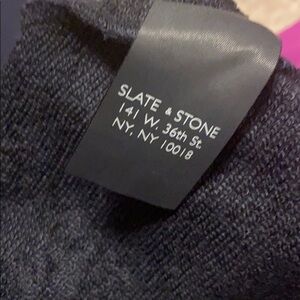 SLATE & STONE
141 W. 36th St.
NY, NY 10018